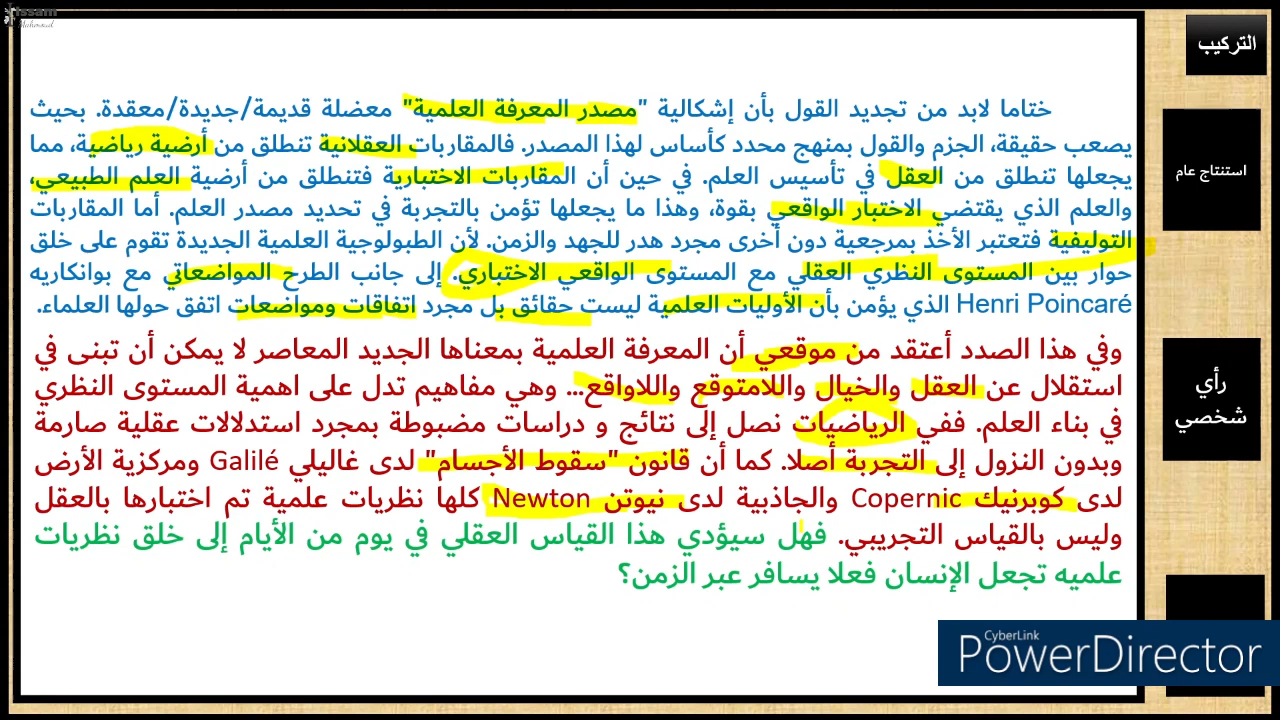 Issam
Mahmoud
التركيب
ختاما لابد من تجديد القول بأن إشكالية "مصدر المعرفة العلمية" معضلة قديمة/جديدة/معقدة. بحيث
يصعب حقيقة، الجزم والقول بمنهج محدد كأساس لهذا المصدر. فالمقاربات العقلانية تنطلق من أرضية رياضية، مما
يجعلها تنطلق من العقل في تأسيس العلم. في حين أن المقاربات الاختبارية فتنطلق من أرضية العلم الطبيعي،
والعلم الذي يقتضي الاختبار الواقعي بقوة، وهذا ما يجعلها تؤمن بالتجربة في تحديد مصدر العلم. أما المقاربات
التوليفية فتعتبر الأخذ بمرجعية دون أخرى مجرد هدر للجهد والزمن. لأن الطبولوجية العلمية الجديدة تقوم على خلق
حوار بين المستوى النظري العقلي مع المستوى الواقعي الاختباري. إلى جانب الطرح المواضعاتي مع بوانكاريه
Henri Poincaré الذي يؤمن بأن الأوليات العلمية ليست حقائق بل مجرد اتفاقات ومواضعات اتفق حولها العلماء.
استنتاج عام
وفي هذا الصدد أعتقد من موقعي أن المعرفة العلمية بمعناها الجديد المعاصر لا يمكن أن تبنى في
استقلال عن العقل والخيال واللامتوقع واللاواقع... وهي مفاهيم تدل على اهمية المستوى النظري
في بناء العلم. ففي الرياضيات نصل إلى نتائج و دراسات مضبوطة بمجرد استدلالات عقلية صارمة
وبدون النزول إلى التجربة أصلا. كما أن قانون "سقوط الأجسام" لدى غاليلي Galilé ومركزية الأرض
لدى كوبرنيك Copernic والجاذبية لدى نيوتن Newton كلها نظريات علمية تم اختبارها بالعقل
وليس بالقياس التجريبي. فهل سيؤدي هذا القياس العقلي في يوم من الأيام إلى خلق نظريات
علميه تجعل الإنسان فعلا يسافر عبر الزمن؟
رأي
شخصي
CyberLink
PowerDirector